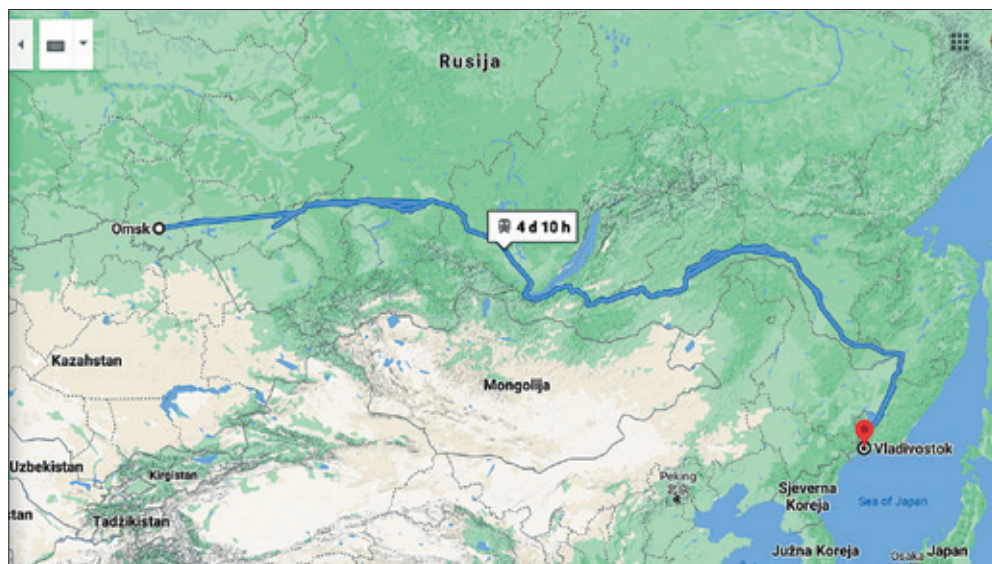 Rusija
Omsk
4 d 10 h
Kazahstan
Mongolija
Uzbekistan
Kirgistan
Peking
Vladivostok
Sjeverna
Koreja
Sea of Japan
tan
Tadžikistan
Južna Koreja
Osaka
Japan